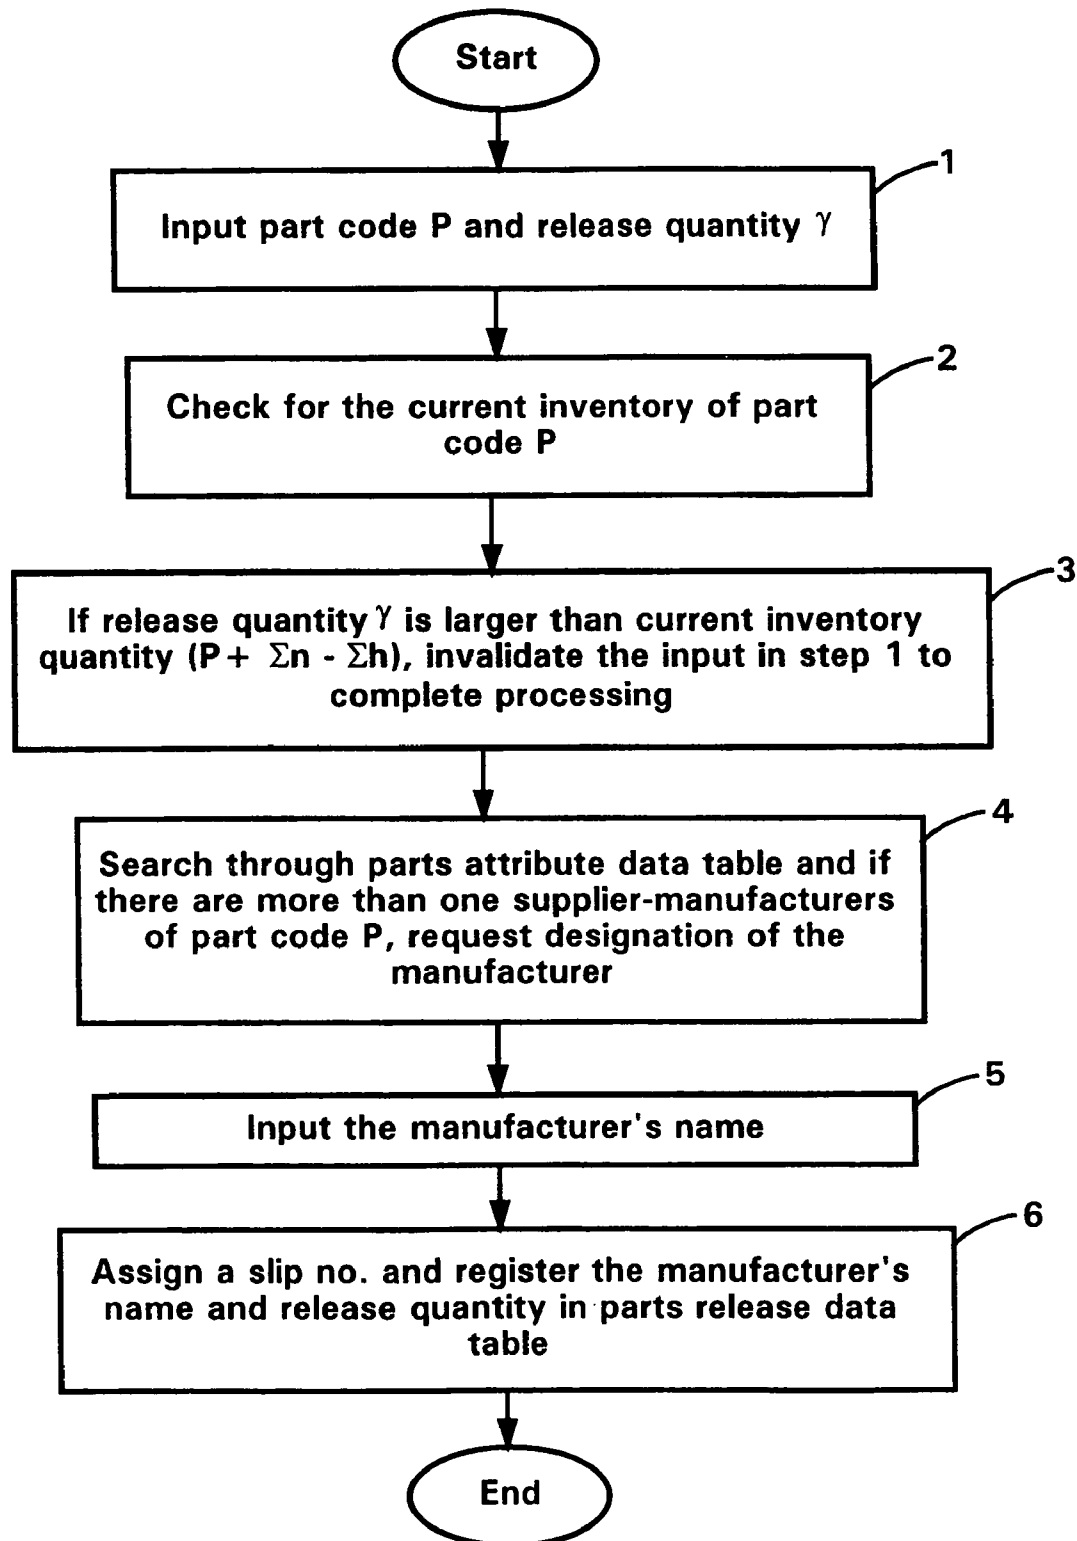 Start
1
Input part code P and release quantity γ
2
Check for the current inventory of part
code P
3
If release quantity γ is larger than current inventory
quantity (P+ Σn - Σh), invalidate the input in step 1 to
complete processing
4
Search through parts attribute data table and if
there are more than one supplier-manufacturers
of part code P, request designation of the
manufacturer
5
Input the manufacturer's name
6
Assign a slip no. and register the manufacturer's
name and release quantity in parts release data
table
End